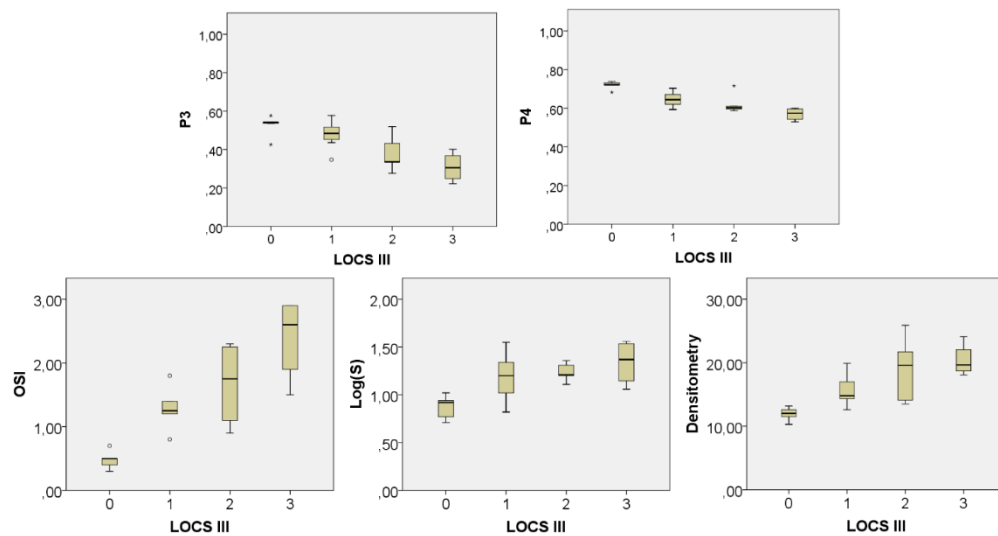 1,00
,80
,60
,40
,20
,00
P3
0 1 2 3
LOCS III
1,00
,80
,60
,40
,20
,00
P4
0 1 2 3
LOCS III
3,00
2,00
1,00
,00
OSI
0 1 2 3
LOCS III
2,00
1,50
1,00
,50
,00
Log(S)
0 1 2 3
LOCS III
30,00
20,00
10,00
,00
Densitometry
0 1 2 3
LOCS III